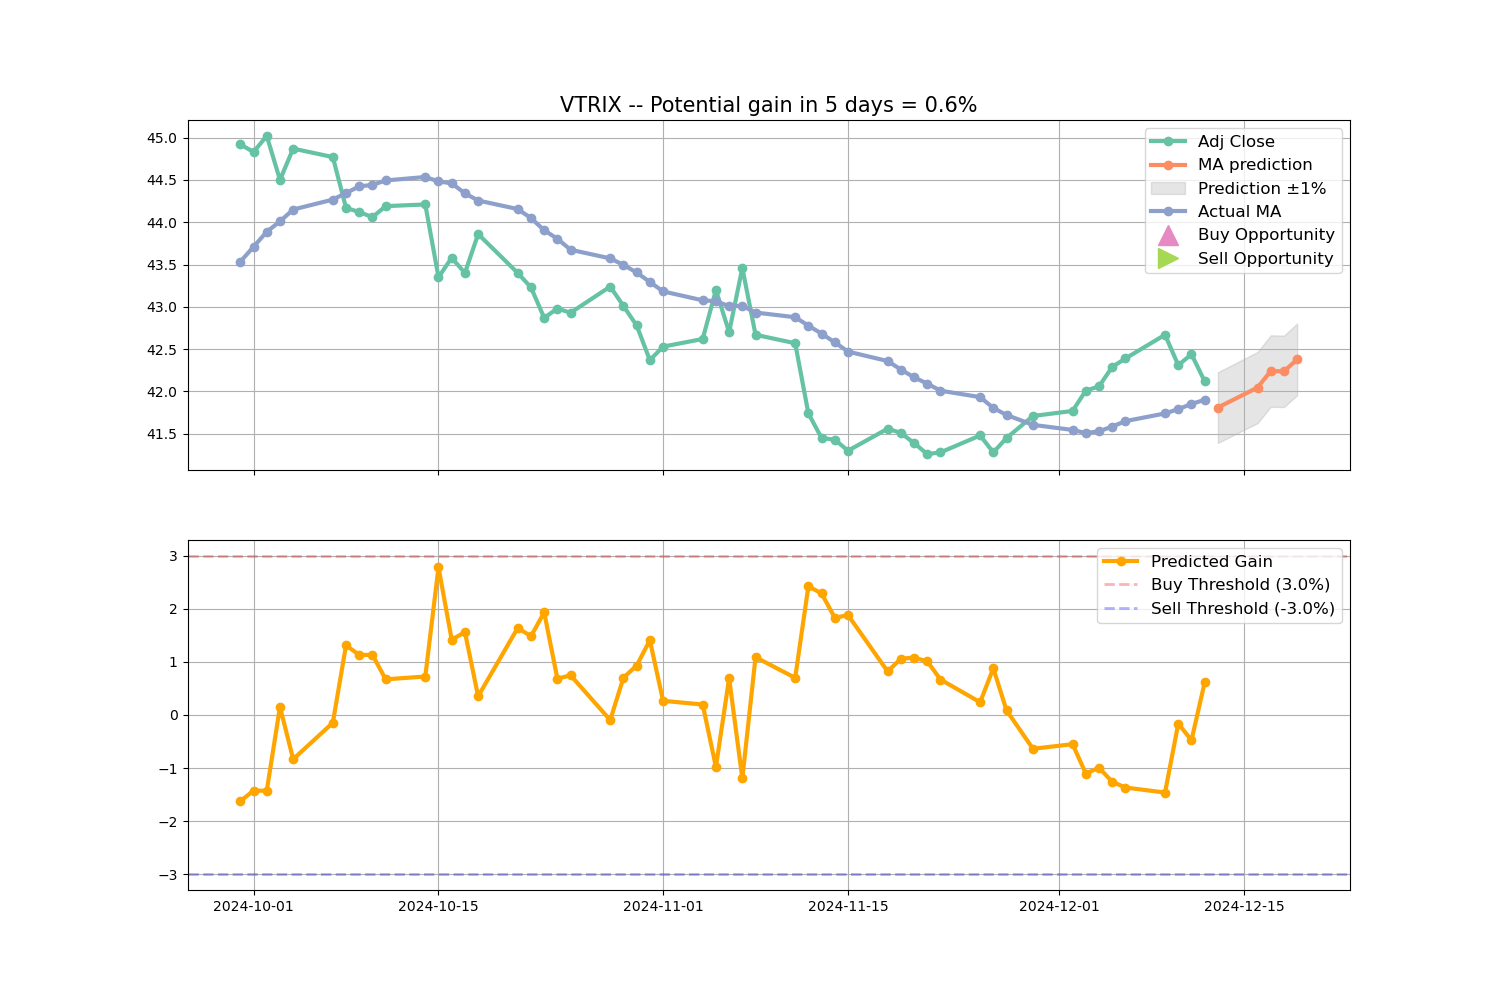 VTRIX -- Potential gain in 5 days = 0.6%
45.0
44.5
44.0
43.5
43.0
42.5
42.0
41.5
Adj Close
MA prediction
Prediction ±1%
Actual MA
Buy Opportunity
Sell Opportunity
3
2
1
0
−1
−2
−3
Predicted Gain
Buy Threshold (3.0%)
Sell Threshold (-3.0%)
2024-10-01
2024-10-15
2024-11-01
2024-11-15
2024-12-01
2024-12-15